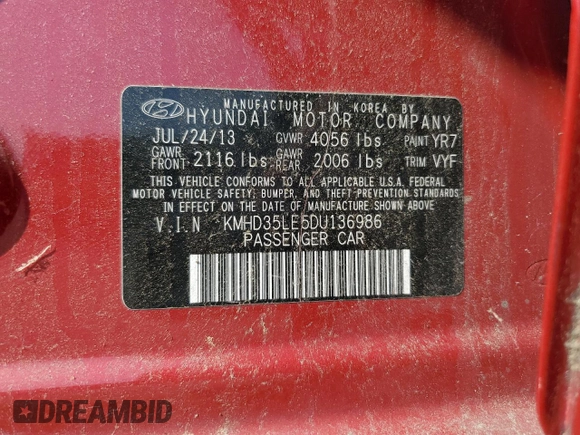 MANUFACTURED IN KOREA BY
HYUNDAI MOTOR COMPANY
JUL/24/13 GVWR 4056 lbs PAINT YR7
GAWR FRONT 2116 lbs GAWR REAR 2006 lbs TRIM VYF
THIS VEHICLE CONFORMS TO ALL APPLICABLE U.S.A. FEDERAL
MOTOR VEHICLE SAFETY, BUMPER, AND THEFT PREVENTION STANDARDS
IN EFFECT ON THE DATE OF MANUFACTURE SHOWN ABOVE
V.I.N KMHD35LE5DU136986
PASSENGER CAR
DREAMBID